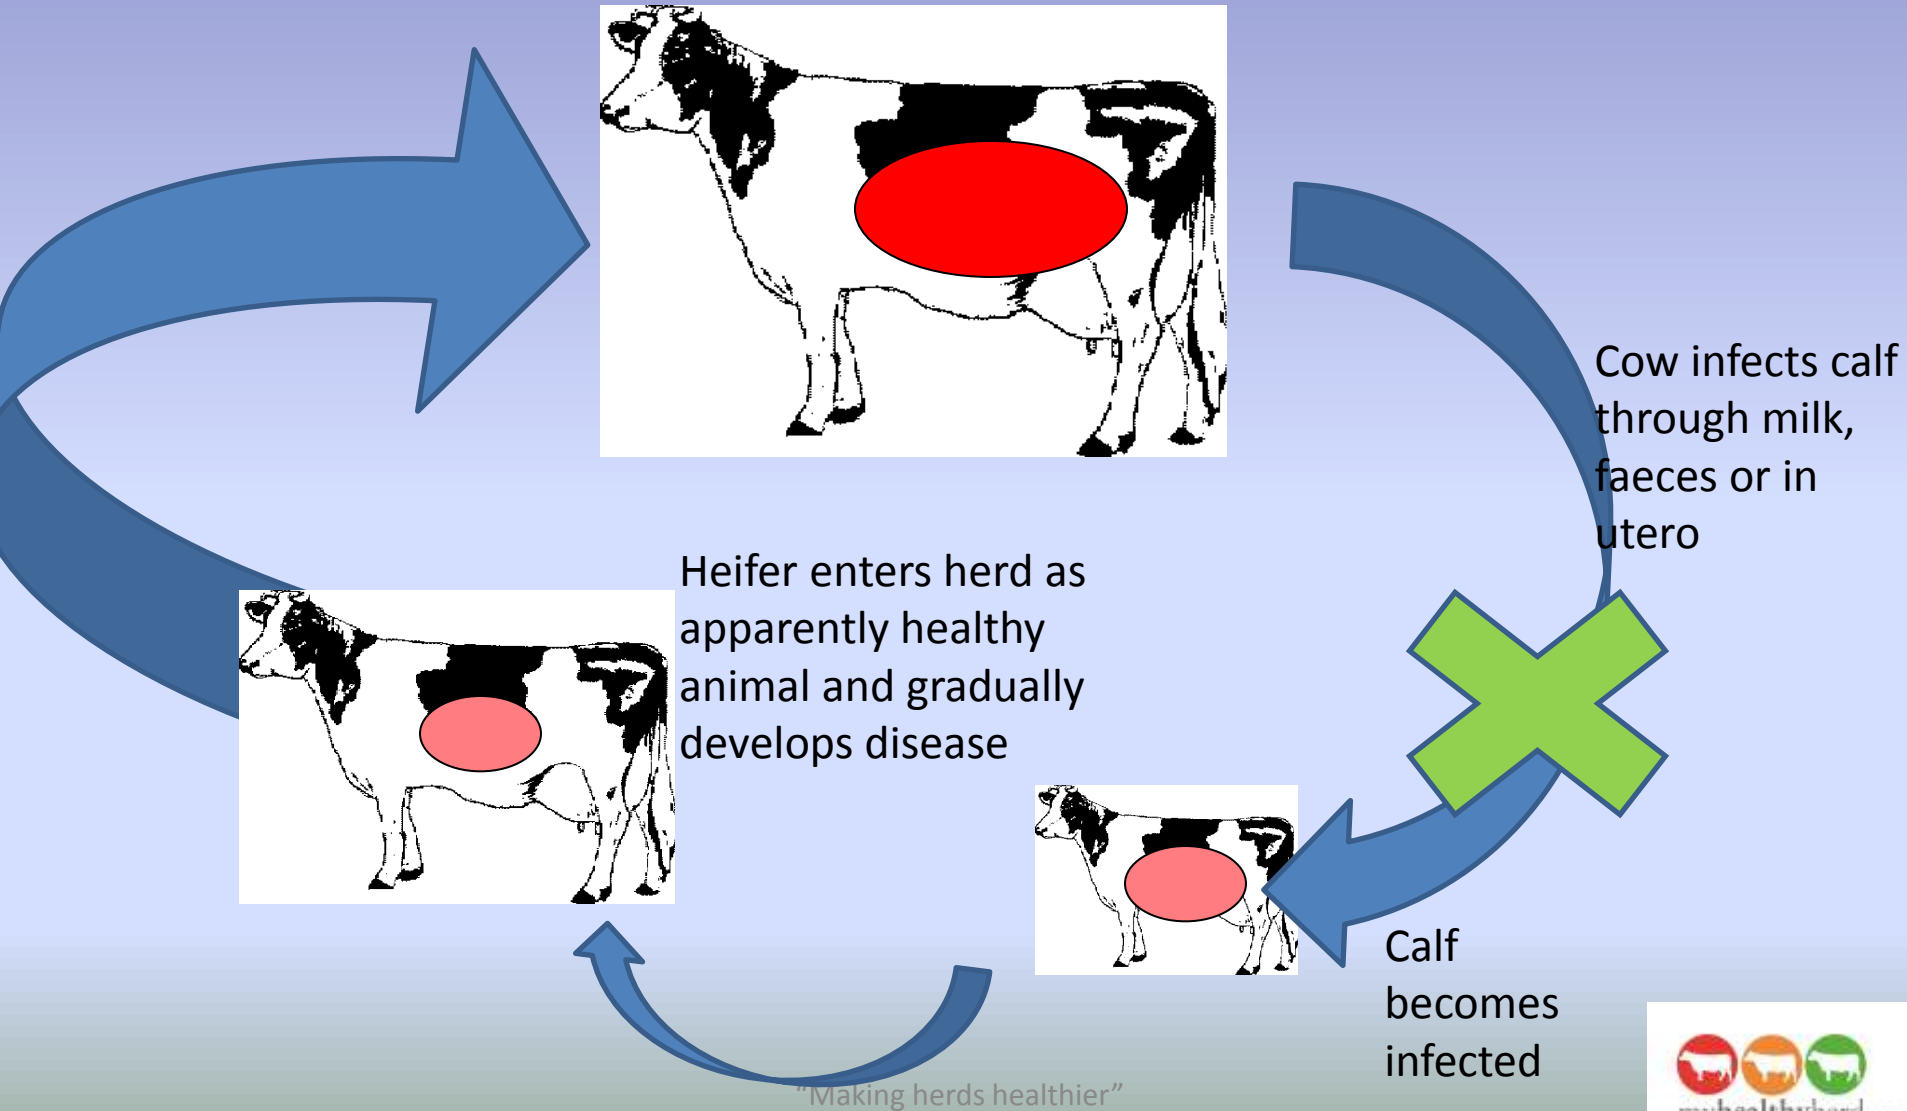 Cow infects calf
through milk,
faeces or in
utero
Heifer enters herd as
apparently healthy
animal and gradually
develops disease
Calf
becomes
infected
“Making herds healthier”
myhealthyherd